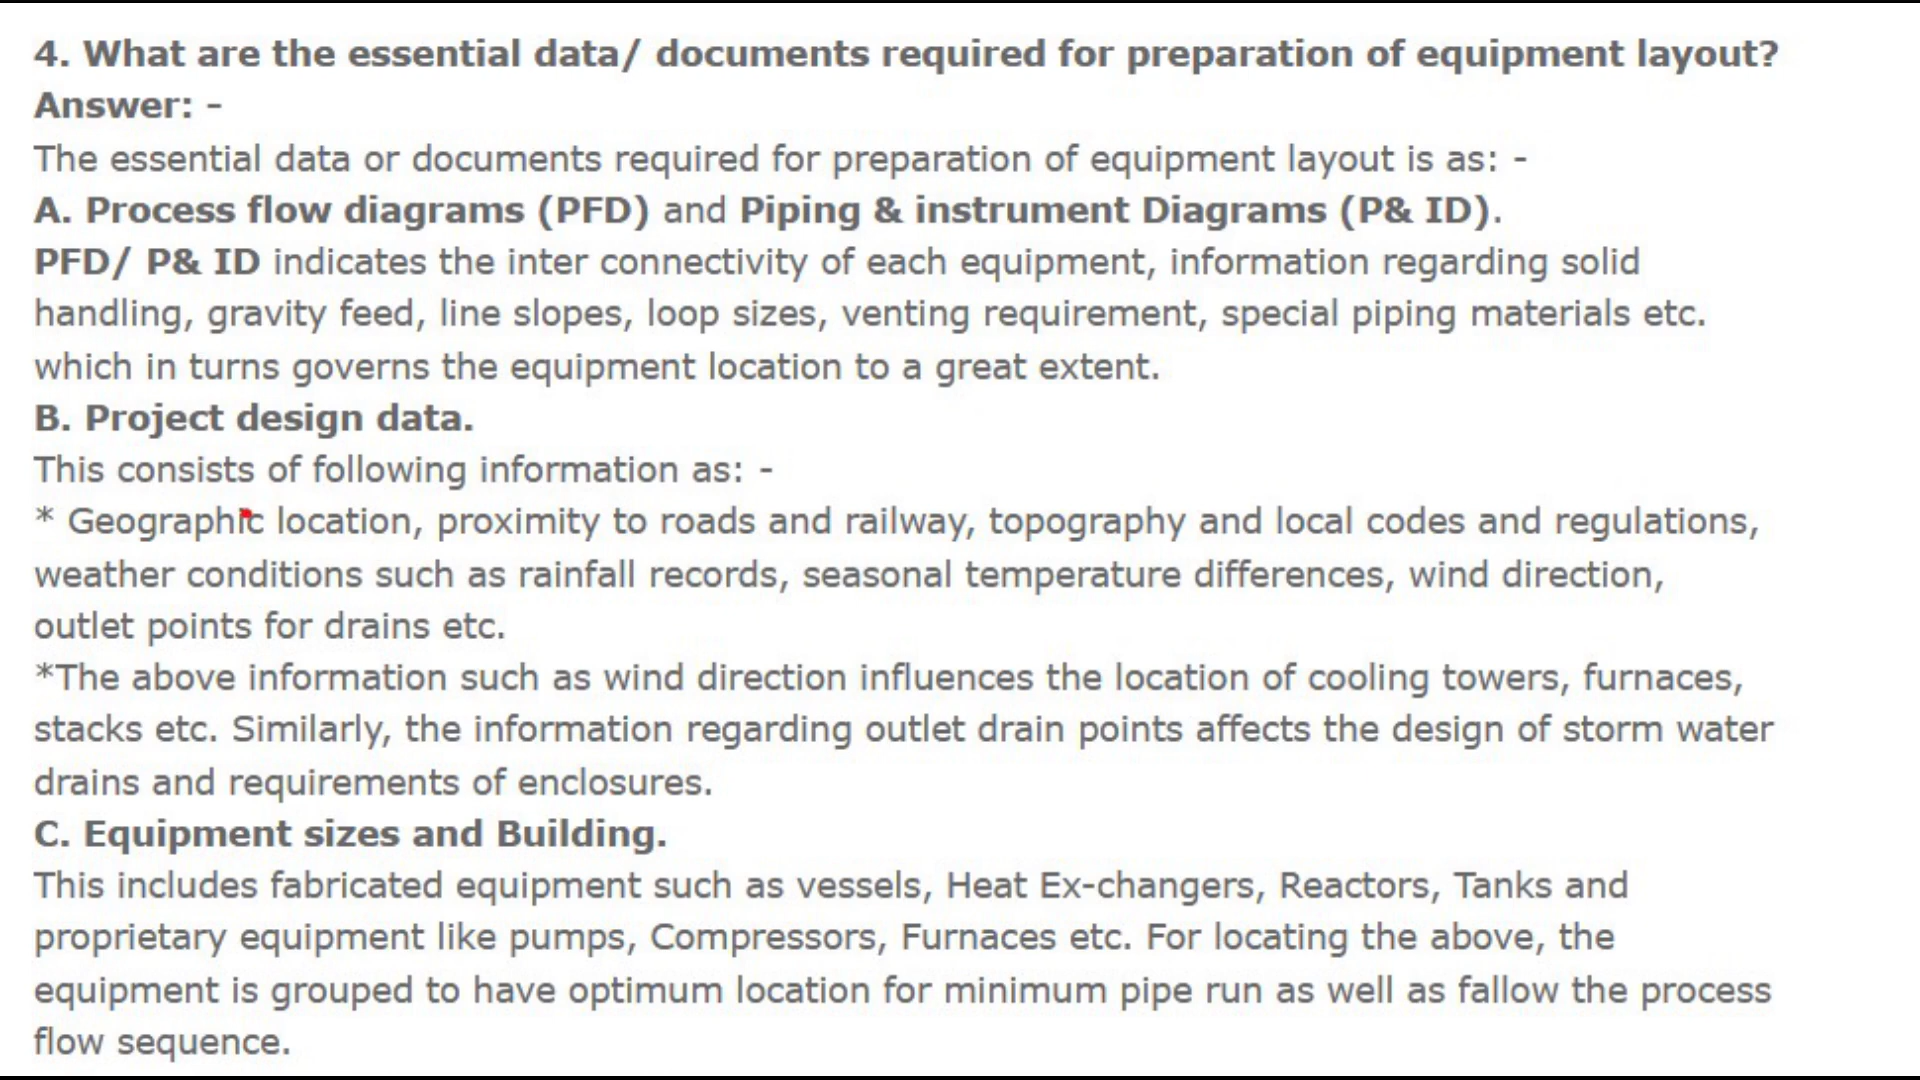 4. What are the essential data/ documents required for preparation of equipment layout?
Answer: -
The essential data or documents required for preparation of equipment layout is as: -
A. Process flow diagrams (PFD) and Piping & instrument Diagrams (P& ID).
PFD/ P& ID indicates the inter connectivity of each equipment, information regarding solid
handling, gravity feed, line slopes, loop sizes, venting requirement, special piping materials etc.
which in turns governs the equipment location to a great extent.
B. Project design data.
This consists of following information as: -
* Geographic location, proximity to roads and railway, topography and local codes and regulations,
weather conditions such as rainfall records, seasonal temperature differences, wind direction,
outlet points for drains etc.
*The above information such as wind direction influences the location of cooling towers, furnaces,
stacks etc. Similarly, the information regarding outlet drain points affects the design of storm water
drains and requirements of enclosures.
C. Equipment sizes and Building.
This includes fabricated equipment such as vessels, Heat Ex-changers, Reactors, Tanks and
proprietary equipment like pumps, Compressors, Furnaces etc. For locating the above, the
equipment is grouped to have optimum location for minimum pipe run as well as fallow the process
flow sequence.